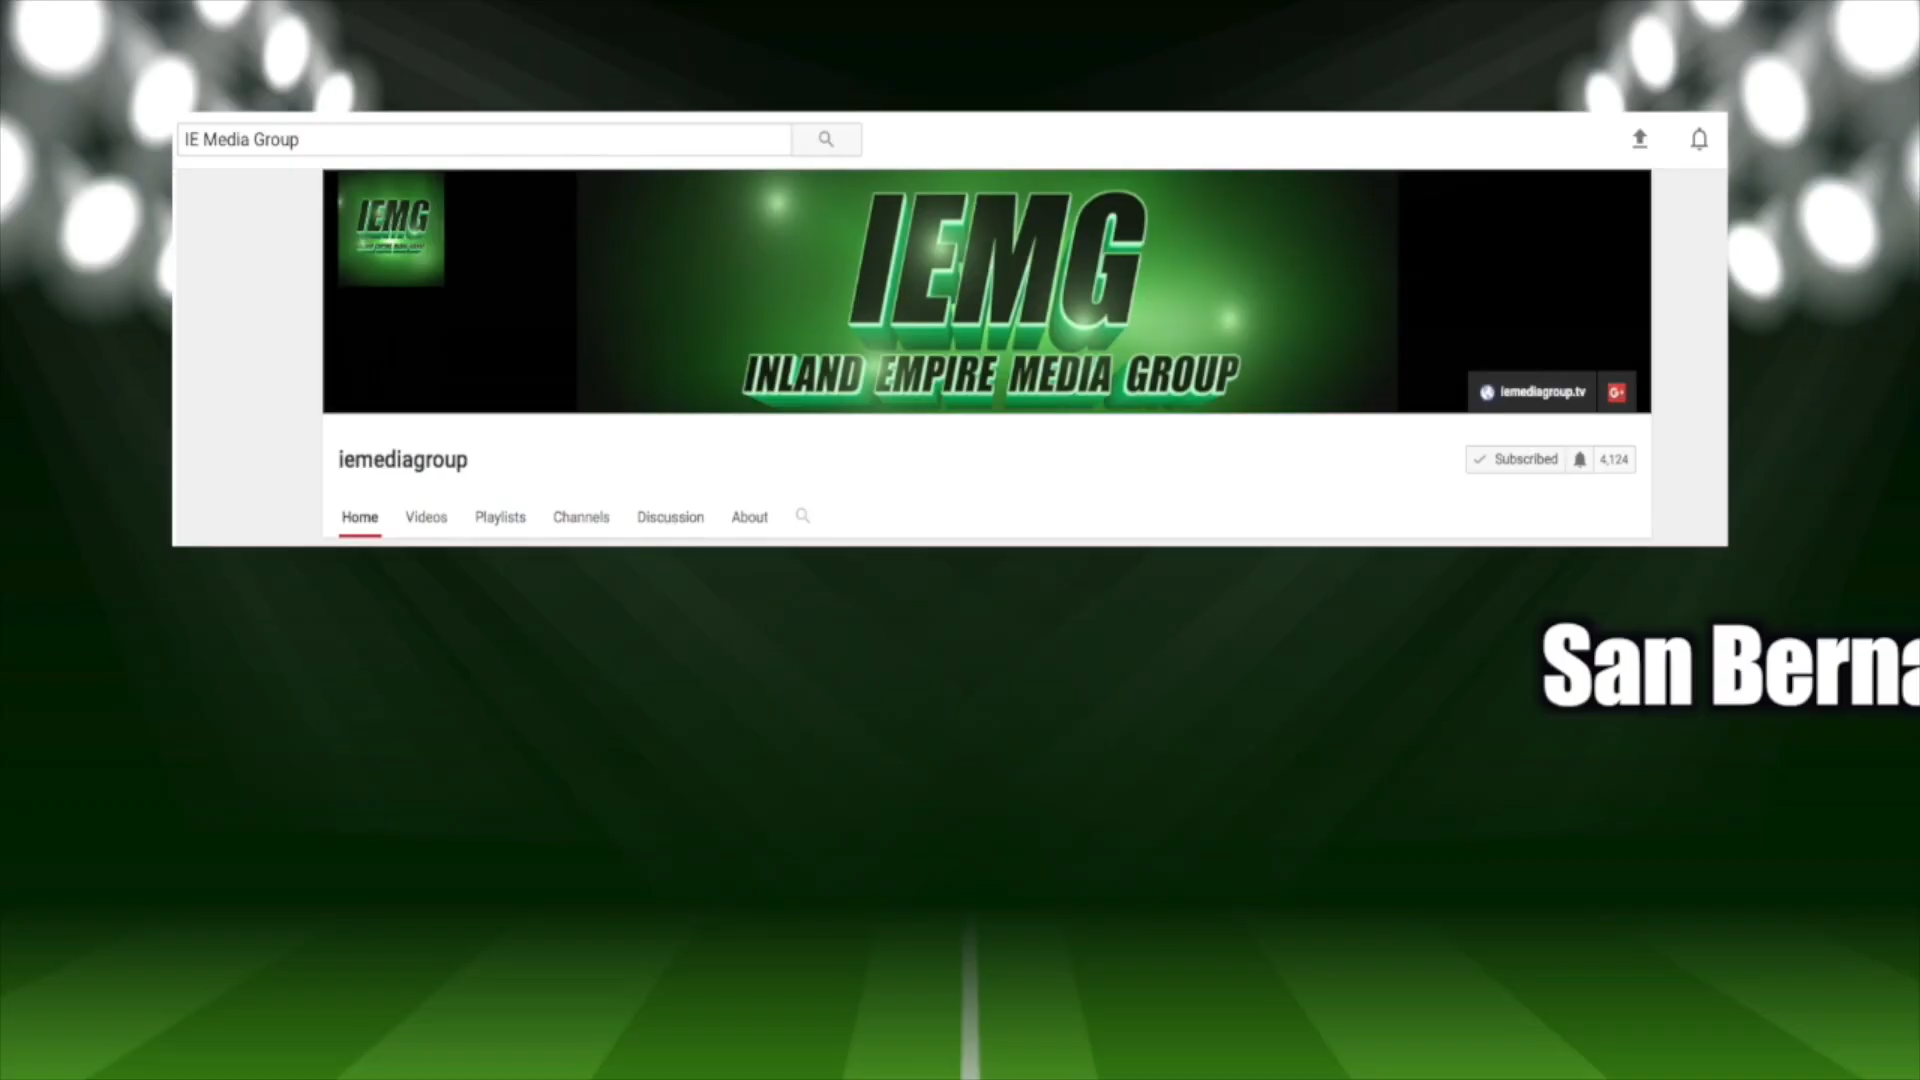 IE Media Group
IEMG
IEMG
INLAND EMPIRE MEDIA GROUP
iemediagroup.tv
G+
iemediagroup
Subscribed 4,124
Home Videos Playlists Channels Discussion About
San Berna